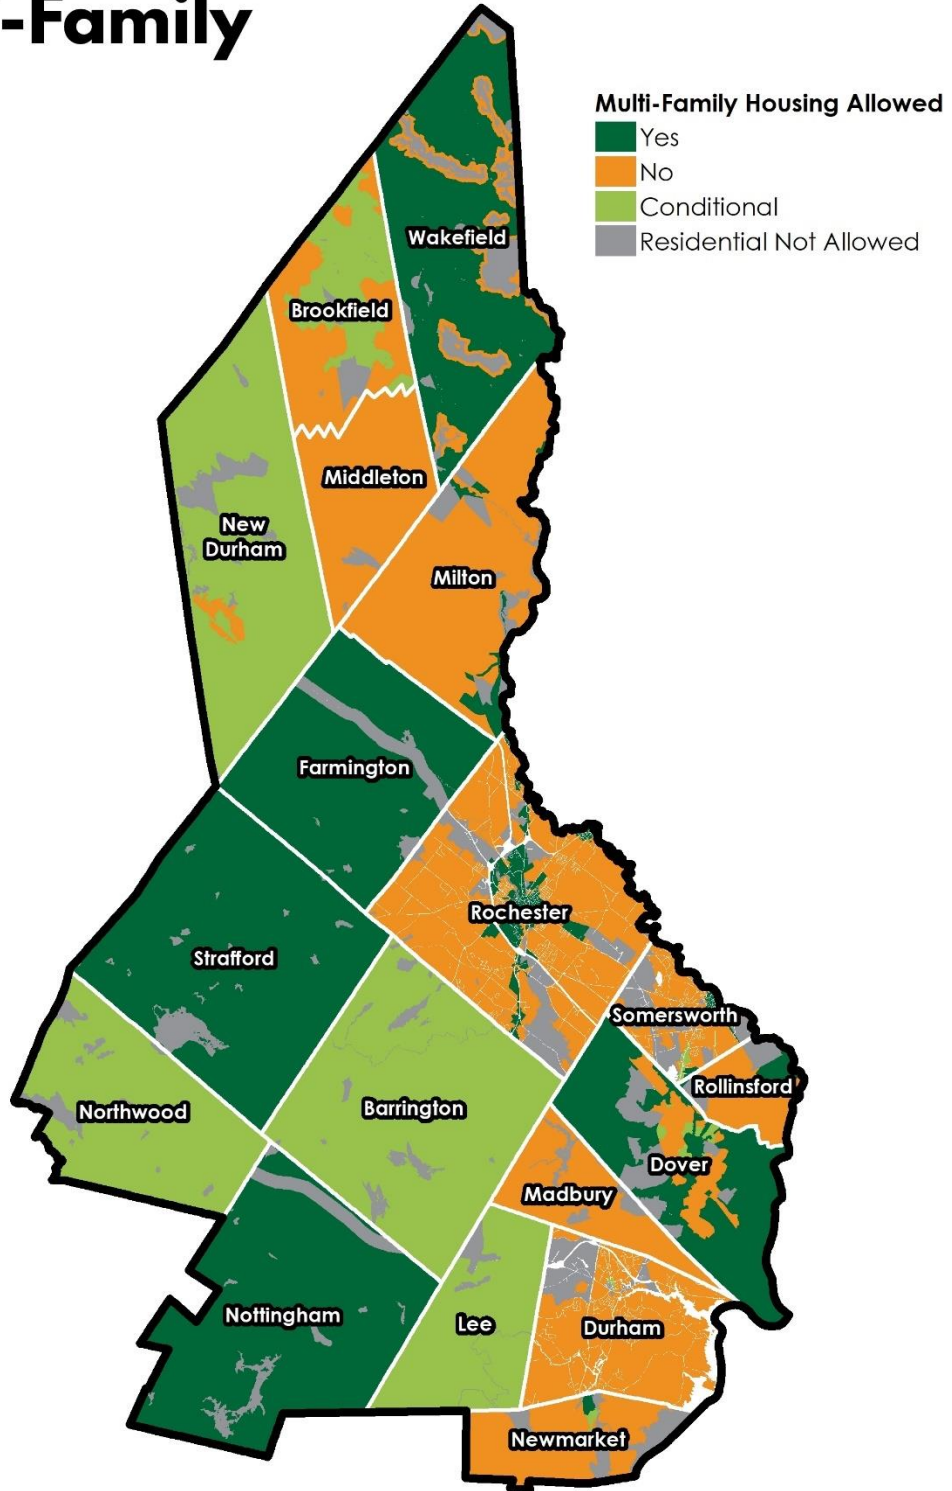 -Family
Multi-Family Housing Allowed
Yes
No
Conditional
Residential Not Allowed
Wakefield
Brookfield
Middleton
New
Durham
Milton
Farmington
Rochester
Strafford
Somersworth
Rollinsford
Northwood
Barrington
Dover
Madbury
Nottingham
Lee
Durham
Newmarket